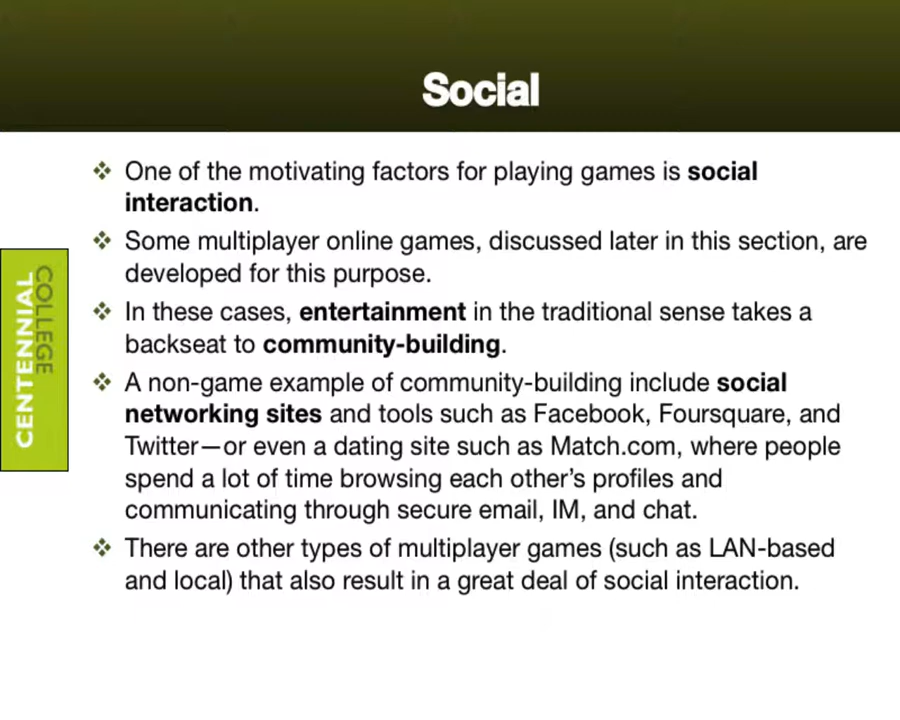 Social
❖ One of the motivating factors for playing games is social
interaction.
❖ Some multiplayer online games, discussed later in this section, are
developed for this purpose.
❖ In these cases, entertainment in the traditional sense takes a
backseat to community-building.
❖ A non-game example of community-building include social
networking sites and tools such as Facebook, Foursquare, and
Twitter—or even a dating site such as Match.com, where people
spend a lot of time browsing each other’s profiles and
communicating through secure email, IM, and chat.
❖ There are other types of multiplayer games (such as LAN-based
and local) that also result in a great deal of social interaction.
CENTENNIAL
COLLEGE